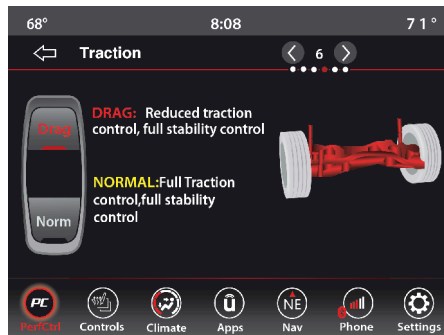 68° 8:08 71°
Traction 6
DRAG: Reduced traction
control, full stability control
Drag
NORMAL:Full Traction
control,full stability
control
Norm
PC NE
PerfCtrl Controls Climate Apps Nav Phone Settings